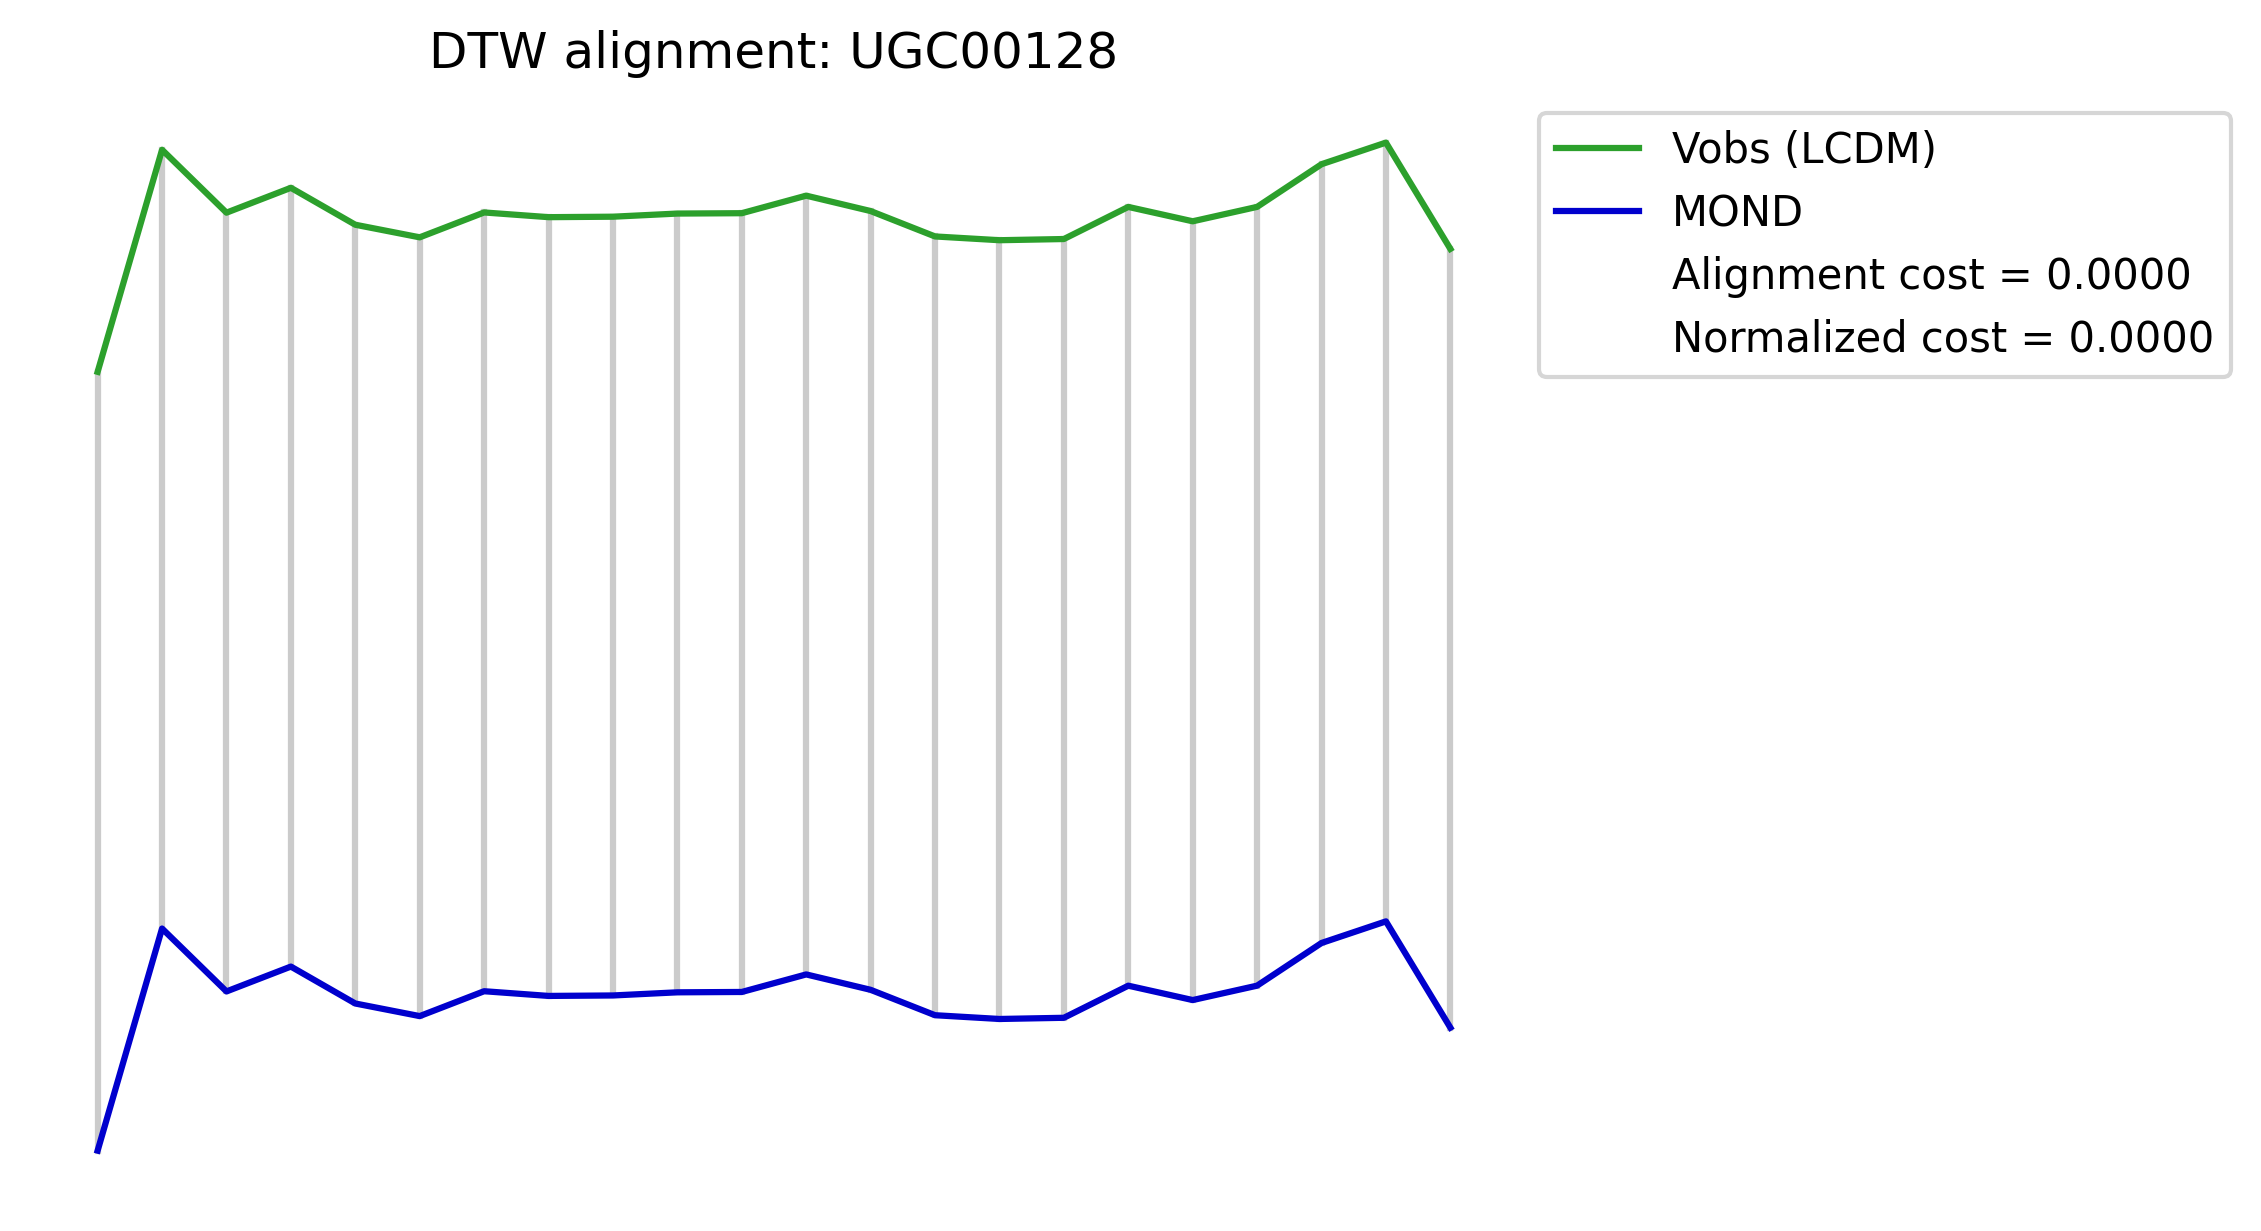 DTW alignment: UGC00128
Vobs (LCDM)
MOND
Alignment cost = 0.0000
Normalized cost = 0.0000